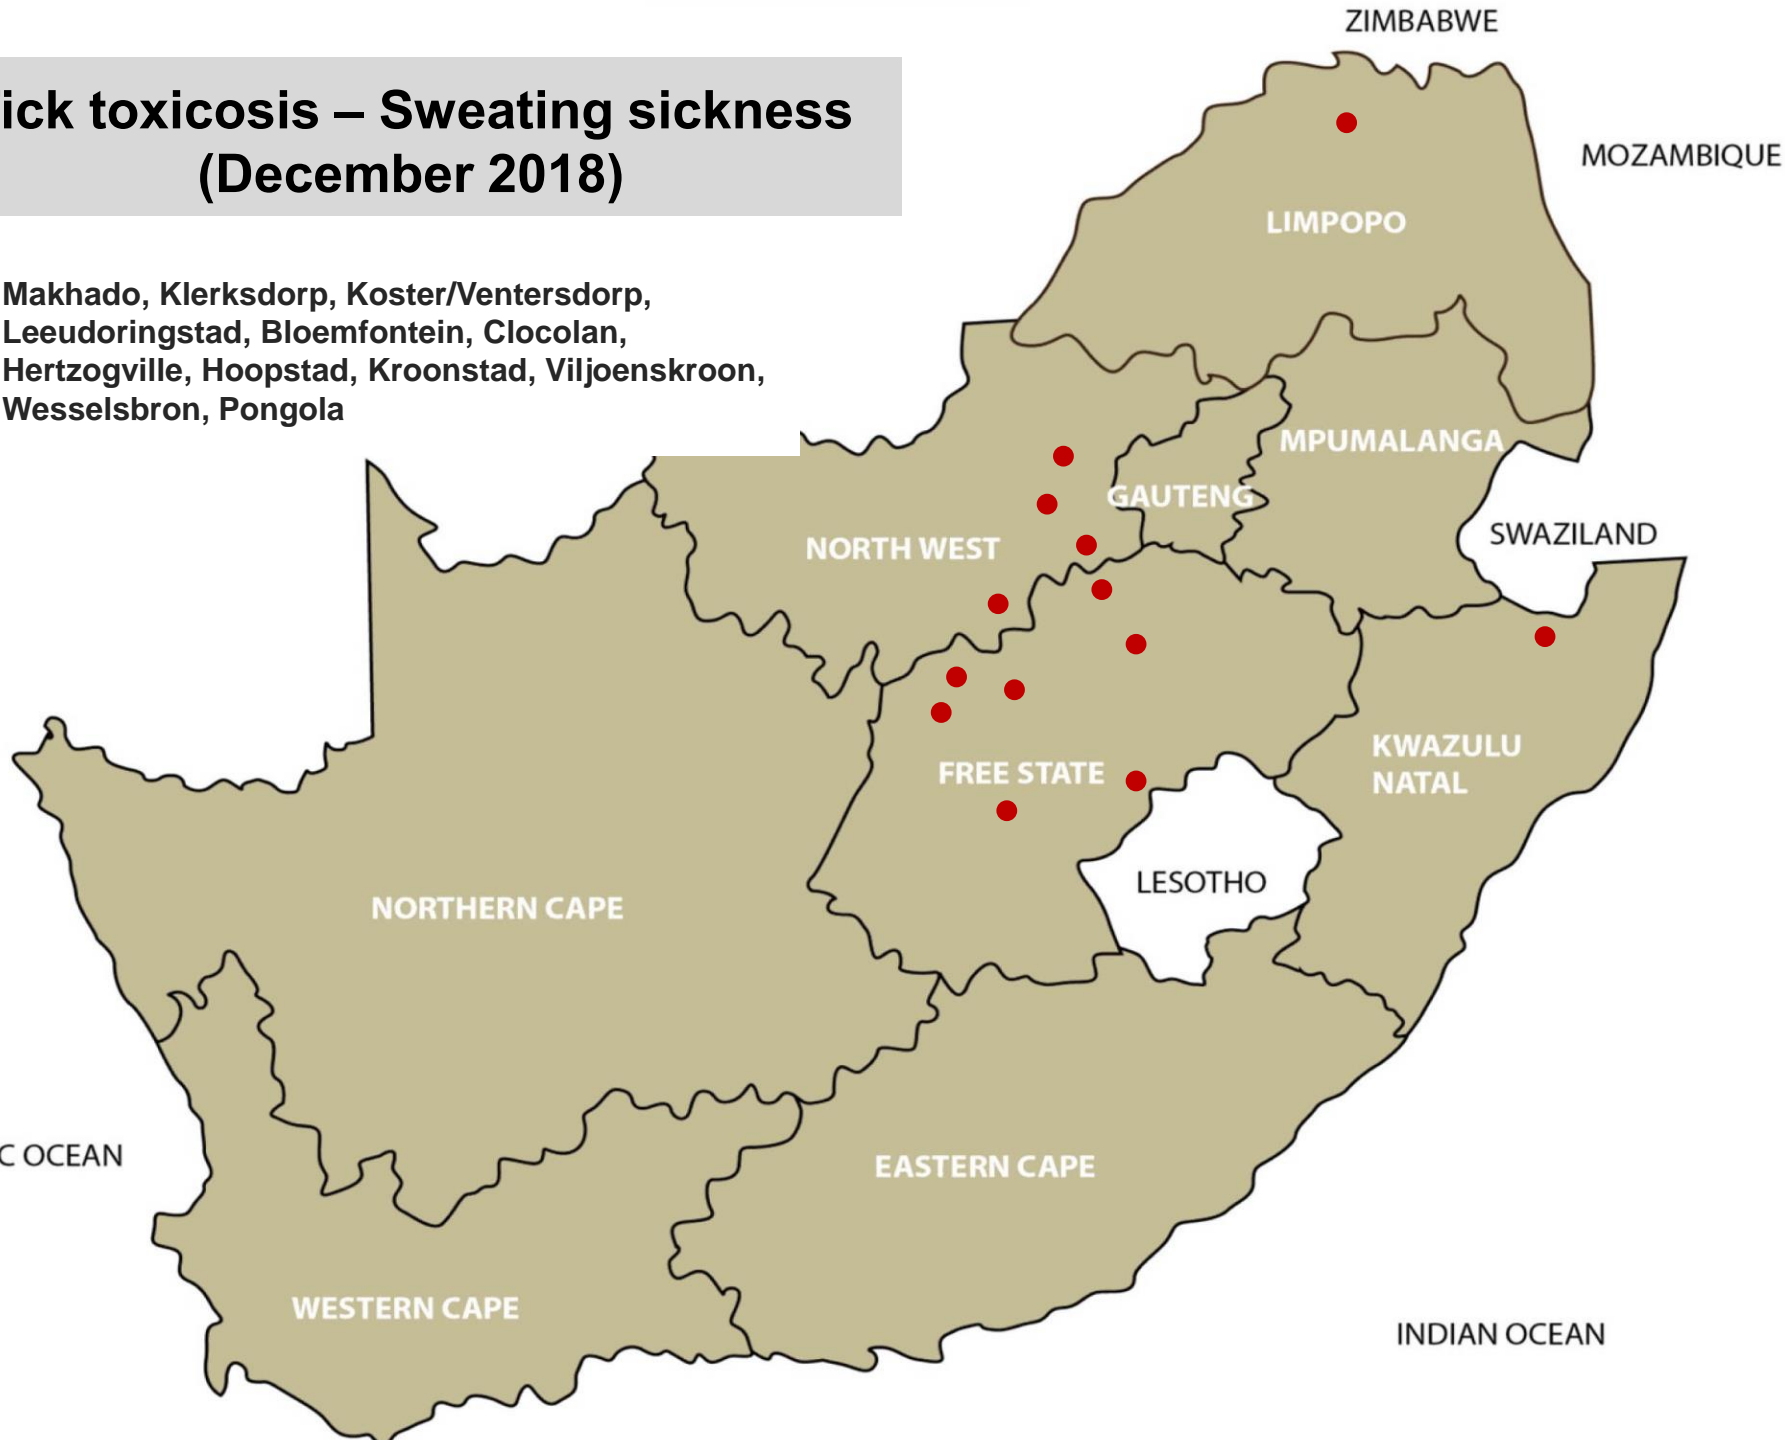 ick toxicosis – Sweating sickness
(December 2018)
Makhado, Klerksdorp, Koster/Ventersdorp,
Leeudoringstad, Bloemfontein, Clocolan,
Hertzogville, Hoopstad, Kroonstad, Viljoenskroon,
Wesselsbron, Pongola
ZIMBABWE
MOZAMBIQUE
LIMPOPO
MPUMALANGA
GAUTENG
NORTH WEST
SWAZILAND
KWAZULU
NATAL
FREE STATE
LESOTHO
NORTHERN CAPE
C OCEAN
EASTERN CAPE
WESTERN CAPE
INDIAN OCEAN